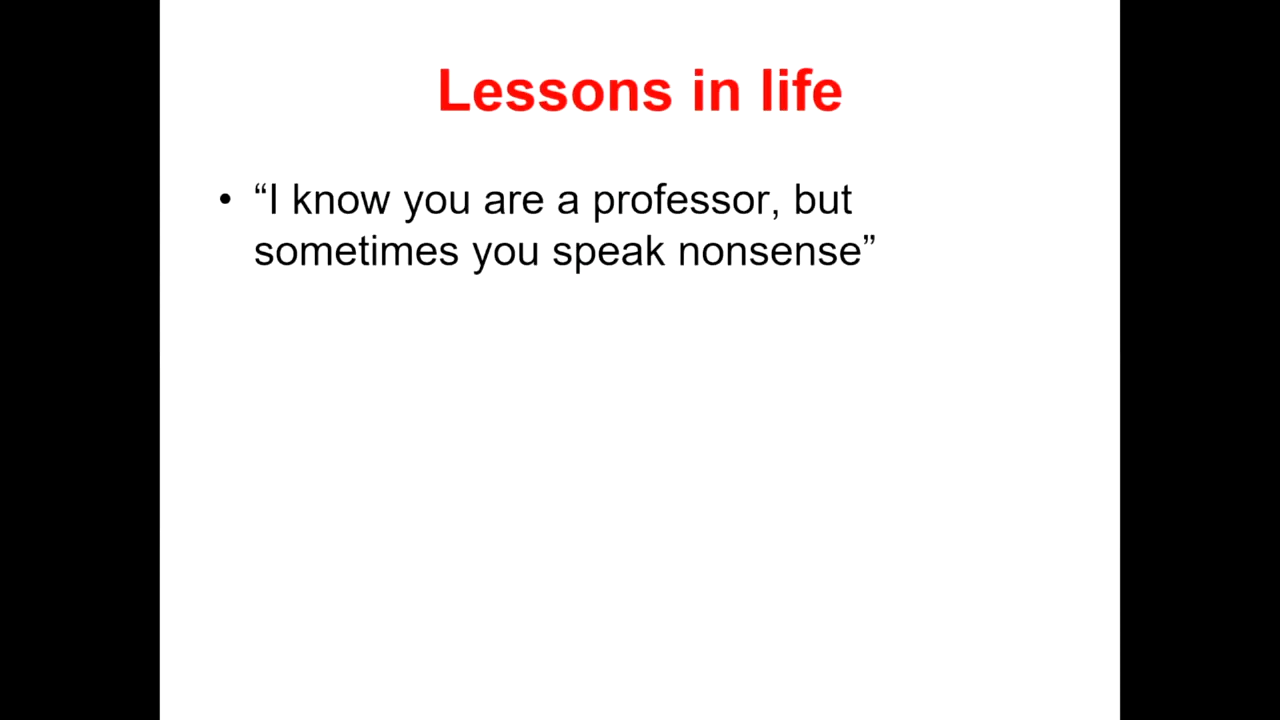 Lessons in life
• “I know you are a professor, but
sometimes you speak nonsense”